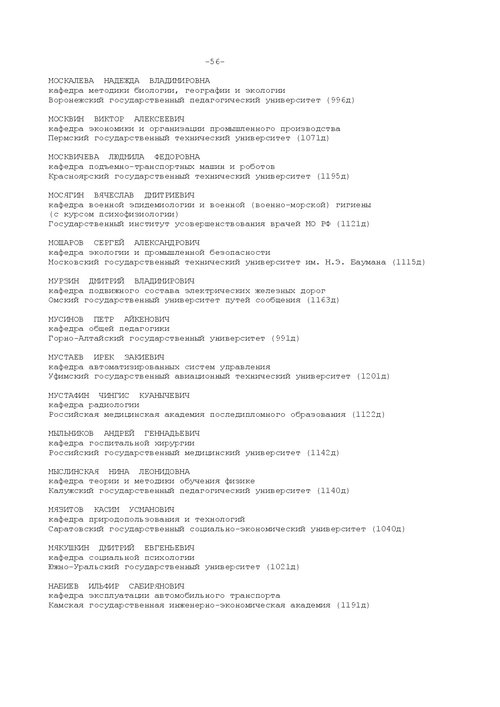 -56-
МОСКАЛЕВА НАДЕЖДА ВЛАДИМИРОВНА
кафедра методики биологии, географии и экологии
Воронежский государственный педагогический университет (996д)
МОСКВИН ВИКТОР АЛЕКСЕЕВИЧ
кафедра экономики и организации промышленного производства
Пермский государственный технический университет (1071д)
МОСКВИЧЕВА ЛЮДМИЛА ФЕДОРОВНА
кафедра подъемно-транспортных машин и роботов
Красноярский государственный технический университет (1195д)
МОСЯГИН ВЯЧЕСЛАВ ДМИТРИЕВИЧ
кафедра военной эпидемиологии и военной (военно-морской) гигиены
(с курсом психофизиологии)
Государственный институт усовершенствования врачей МО РФ (1121д)
МОШАРОВ СЕРГЕЙ АЛЕКСАНДРОВИЧ
кафедра экологии и промышленной безопасности
Московский государственный технический университет им. Н.Э. Баумана (1115д)
МУРЗИН ДМИТРИЙ ВЛАДИМИРОВИЧ
кафедра подвижного состава электрических железных дорог
Омский государственный университет путей сообщения (1163д)
МУСИНОВ ПЕТР АЙКЕНОВИЧ
кафедра общей педагогики
Горно-Алтайский государственный университет (991д)
МУСТАЕВ ИРЕК ЗАКИЕВИЧ
кафедра автоматизированных систем управления
Уфимский государственный авиационный технический университет (1201д)
МУСТАФИН ЧИНГИС КУАНЫЧЕВИЧ
кафедра радиологии
Российская медицинская академия последипломного образования (1122д)
МЫЛЬНИКОВ АНДРЕЙ ГЕННАДЬЕВИЧ
кафедра госпитальной хирургии
Российский государственный медицинский университет (1142д)
МЫСЛИНСКАЯ НИНА ЛЕОНИДОВНА
кафедра теории и методики обучения физике
Калужский государственный педагогический университет (1140д)
МЯЗИТОВ КАСИМ УСМАНОВИЧ
кафедра природопользования и технологий
Саратовский государственный социально-экономический университет (1040д)
МЯКУШКИН ДМИТРИЙ ЕВГЕНЬЕВИЧ
кафедра социальной психологии
Южно-Уральский государственный университет (1021д)
НАБИЕВ ИЛЬФИР САБИРЯНОВИЧ
кафедра эксплуатации автомобильного транспорта
Камская государственная инженерно-экономическая академия (1191д)